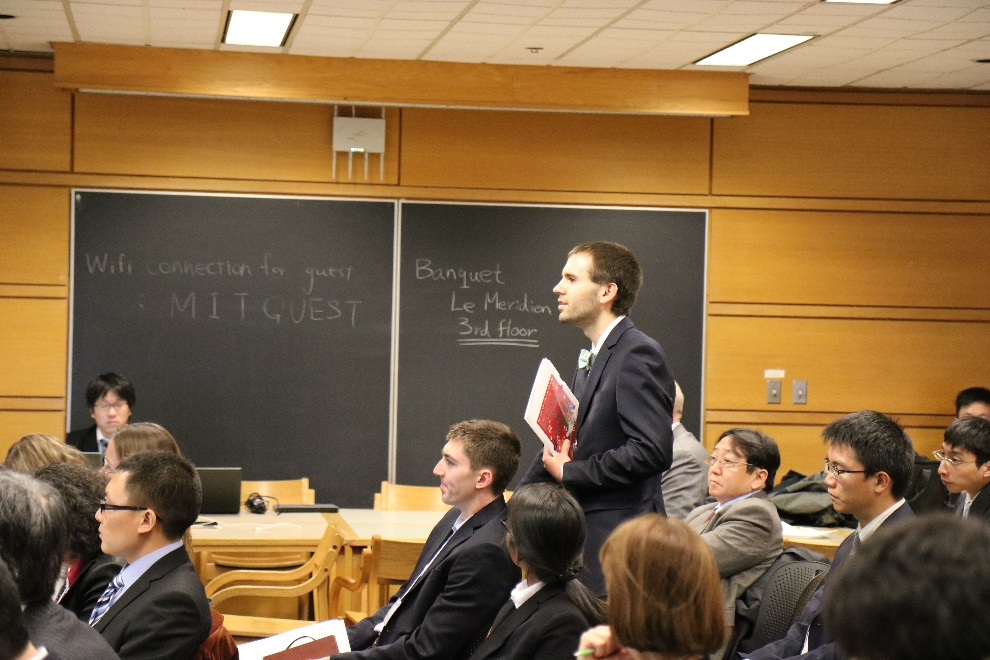 Wifi connection for guest
: MIT GUEST
Banquet
Le Meridien
3rd floor